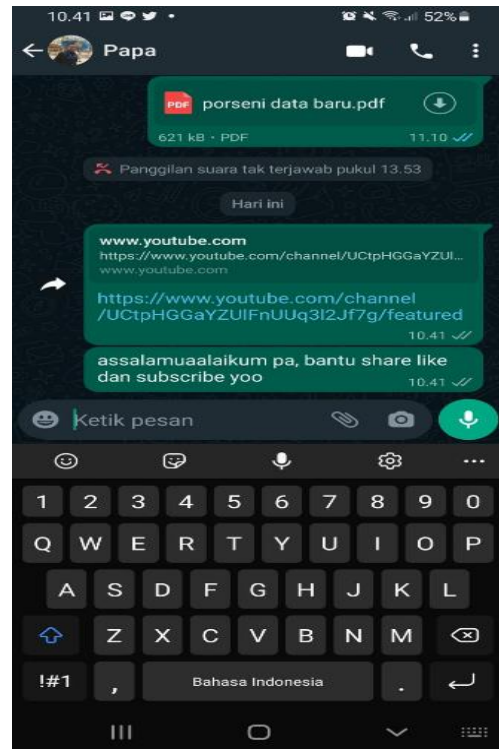 10.41
52%
Papa
PDF porseni data baru.pdf
621 kB • PDF 11.10
Panggilan suara tak terjawab pukul 13.53
Hari ini
www.youtube.com
https://www.youtube.com/channel/UCtpHGGaYZUl...
www.youtube.com
https://www.youtube.com/channel
/UCtpHGGaYZUlFnUUq3l2Jf7g/featured
10.41
assalamuaalaikum pa, bantu share like
dan subscribe yoo
10.41
Ketik pesan
1 2 3 4 5 6 7 8 9 0
Q W E R T Y U I O P
A S D F G H J K L
Z X C V B N M
!#1 , Bahasa Indonesia .